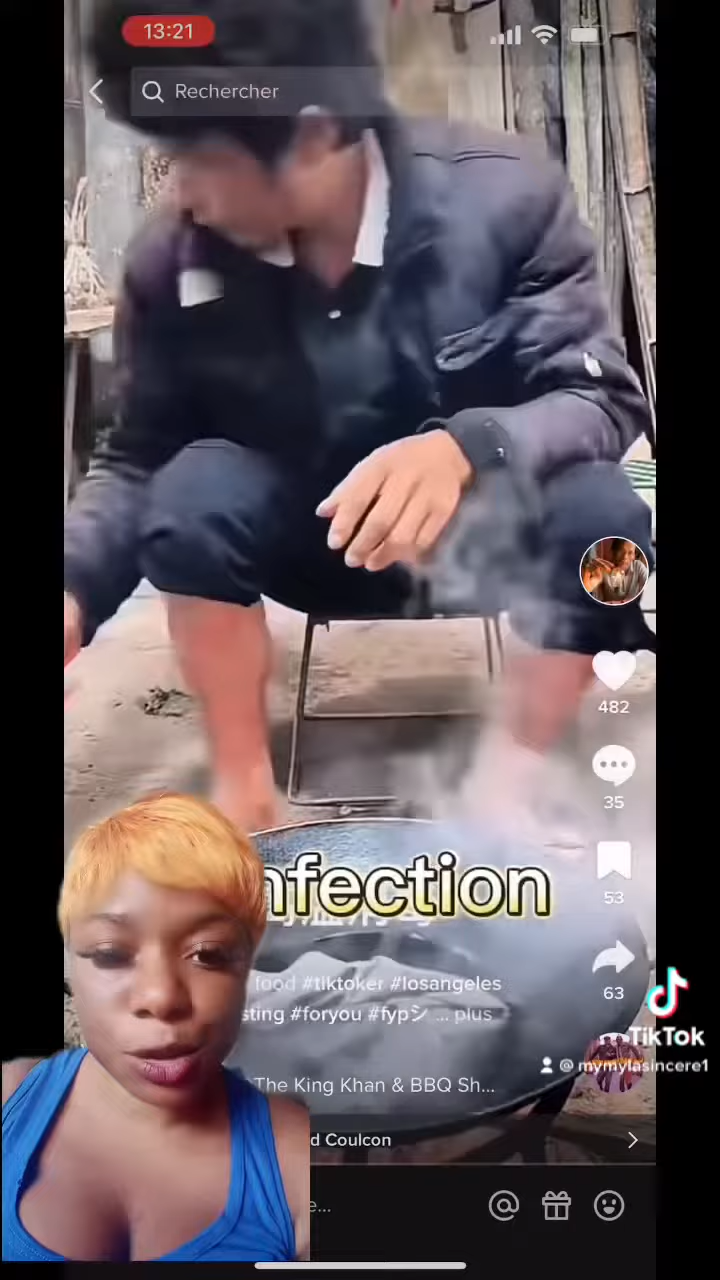 13:21
Rechercher
482
35
53
63
nfection
food #tiktoker #losangeles
sting #foryou #fypシ ... plus
The King Khan & BBQ Sh...
d Coulcon
e...
TikTok
@mymylasincere1